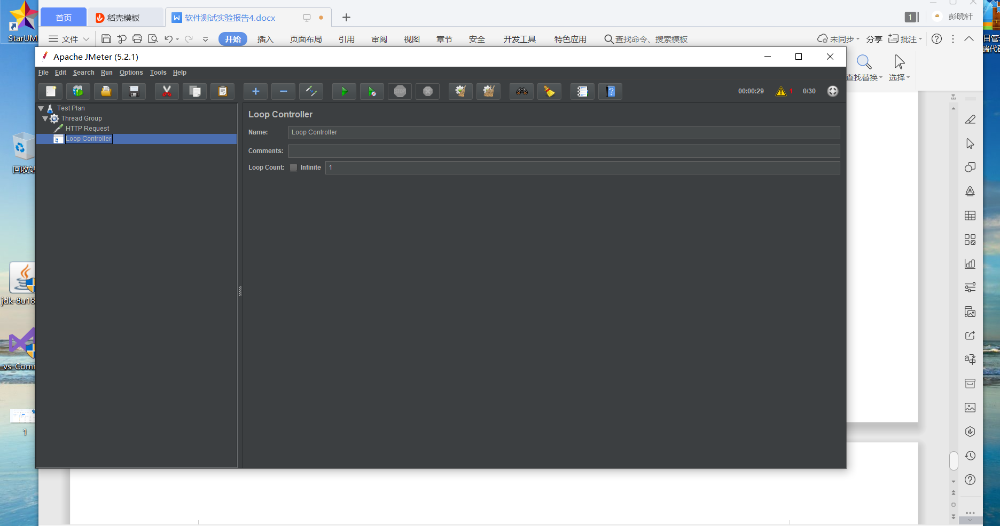 首页
稻壳模板
软件测试实验报告4.docx
1
彭晓轩
文件
开始
插入
页面布局
引用
审阅
视图
章节
安全
开发工具
特色应用
查找命令、搜索模板
未同步
分享
批注
查找替换
选择
StarUM
回收站
jdk-8u18
vs_Com
1
目管
端代
Apache JMeter (5.2.1)
File Edit Search Run Options Tools Help
STOP
00:00:29
1
0/30
Test Plan
Thread Group
HTTP Request
Loop Controller
Loop Controller
Name: Loop Controller
Comments:
Loop Count: Infinite 1